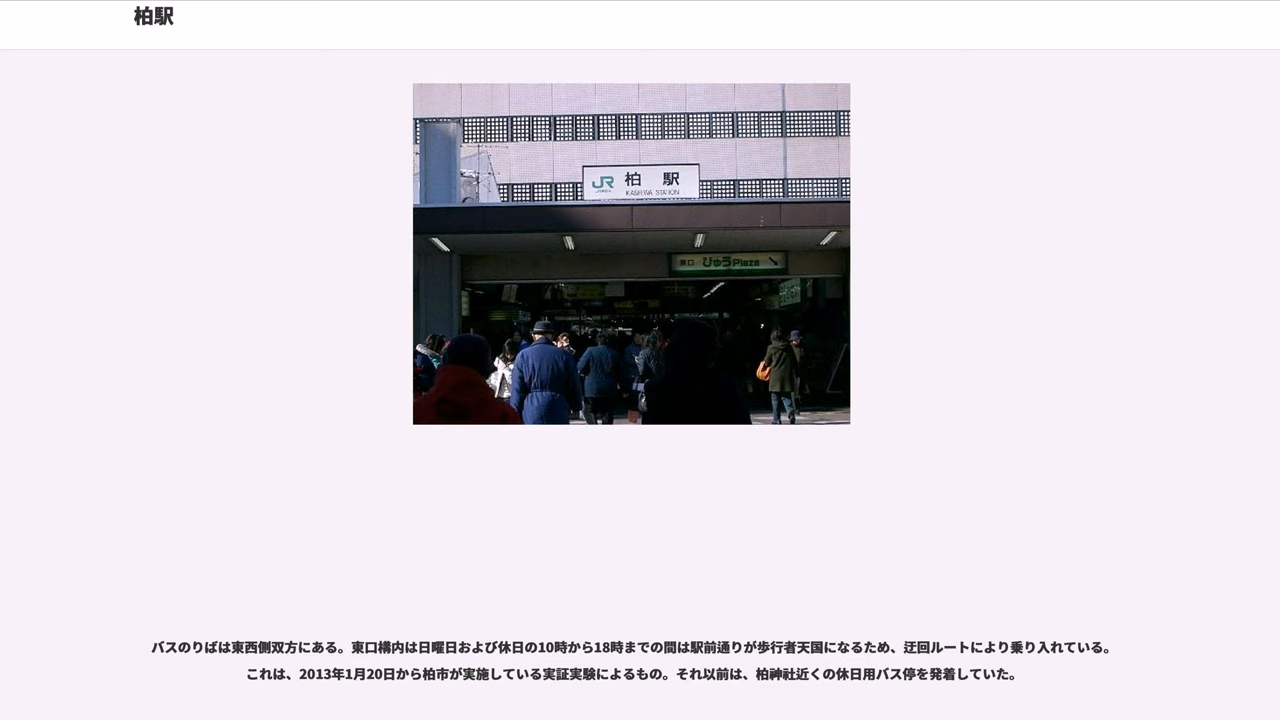 柏駅
JR
柏 駅
KASHIWA STATION
東口 びゅうPlaza
バスのりばは東西側双方にある。東口構内は日曜日および休日の10時から18時までの間は駅前通りが歩行者天国になるため、迂回ルートにより乗り入れている。
これは、2013年1月20日から柏市が実施している実証実験によるもの。それ以前は、柏神社近くの休日用バス停を発着していた。